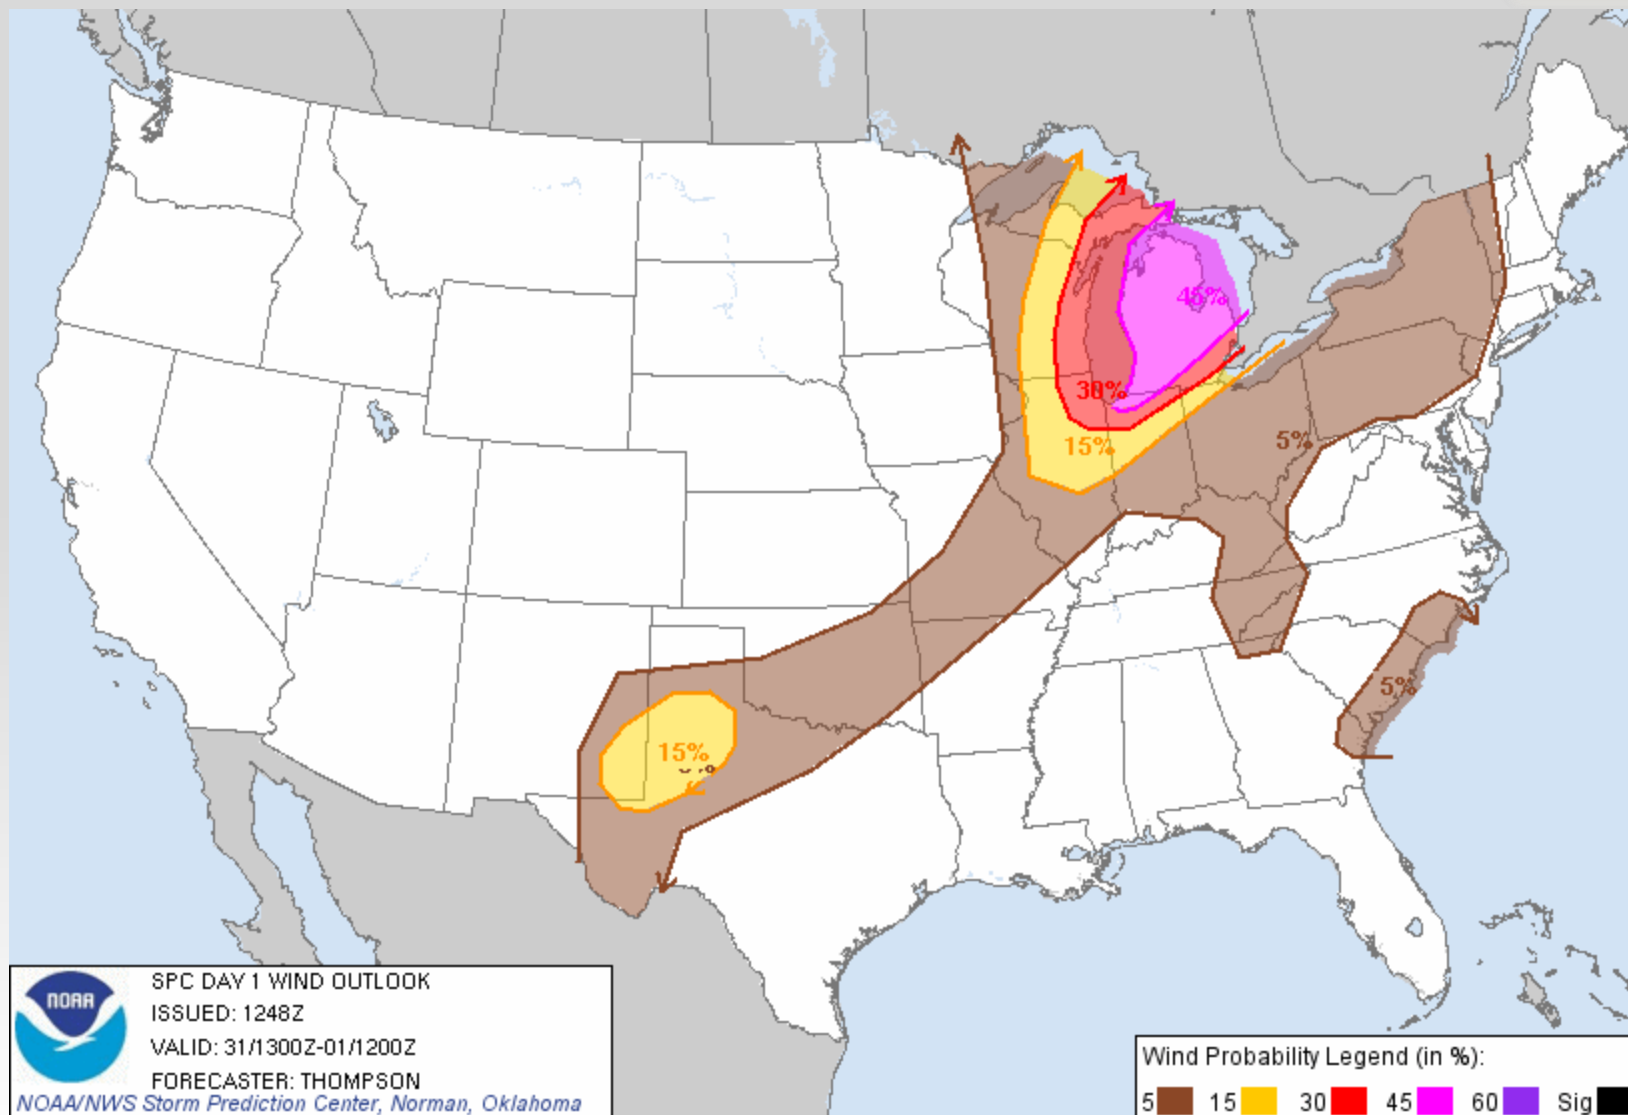 45%
30%
15%
5%
5%
15%
NOAA
SPC DAY 1 WIND OUTLOOK
ISSUED: 1248Z
VALID: 31/1300Z-01/1200Z
FORECASTER: THOMPSON
NOAA/NWS Storm Prediction Center, Norman, Oklahoma
Wind Probability Legend (in %):
5 15 30 45 60 Sig